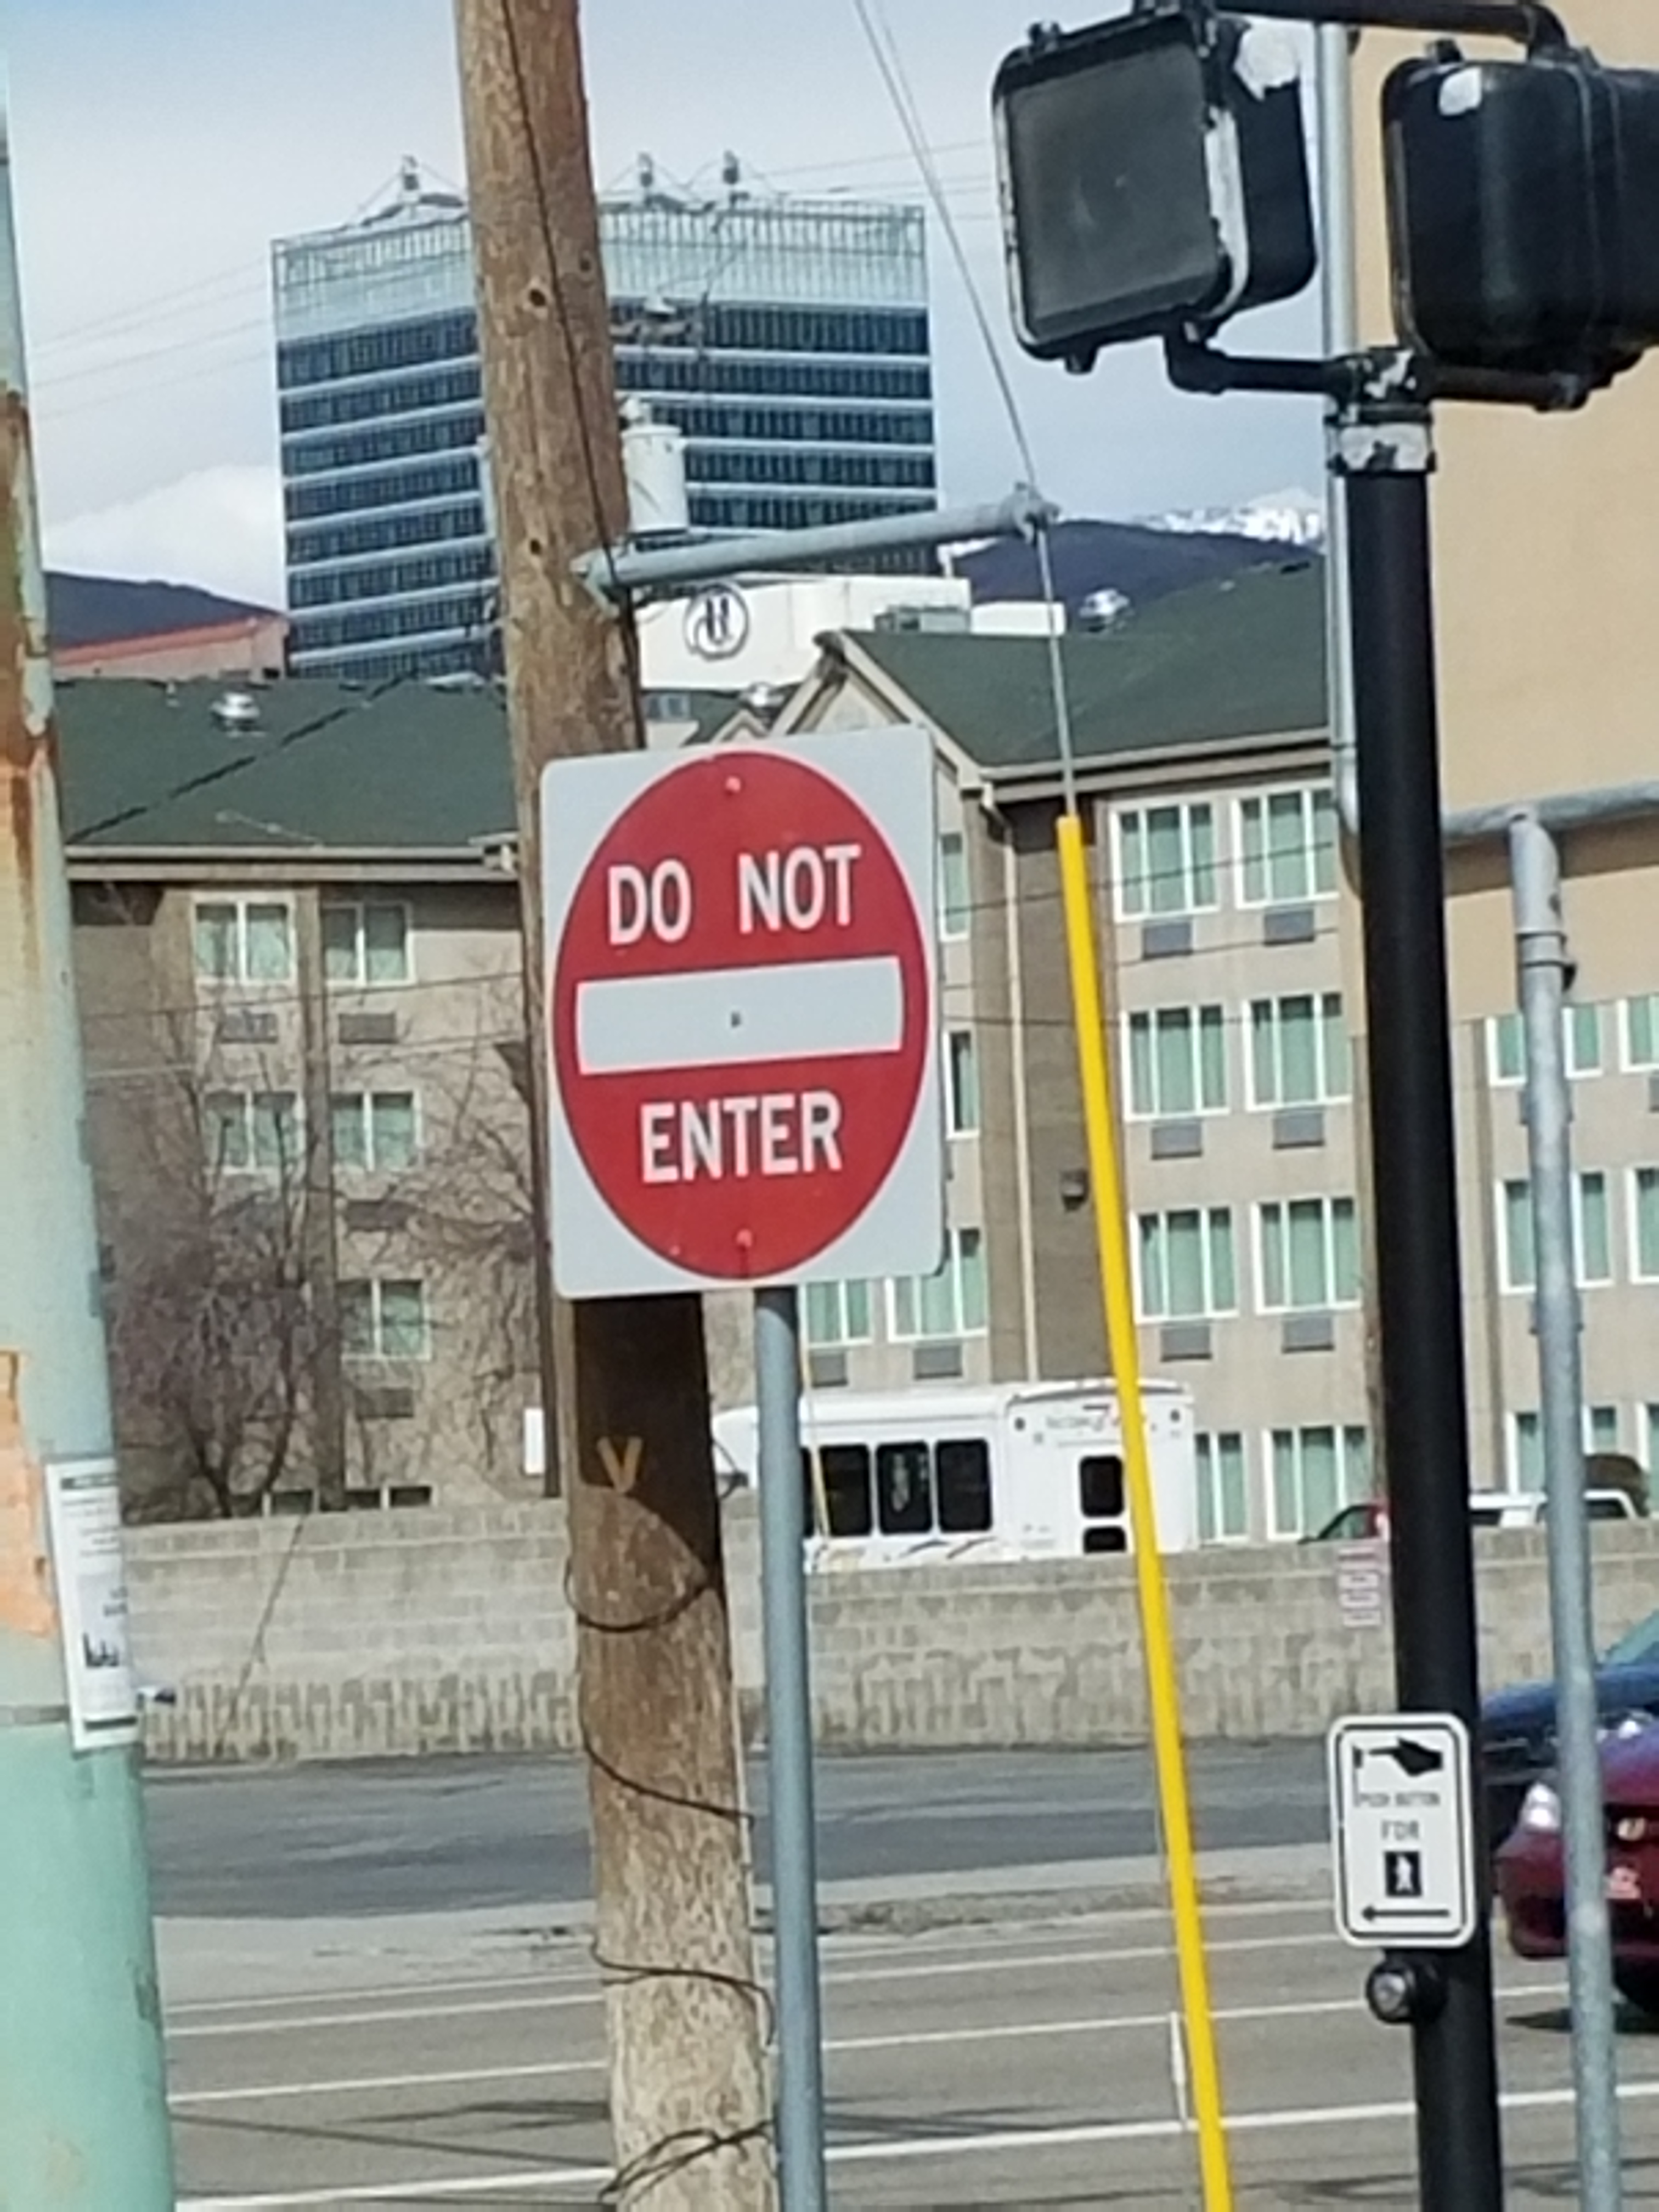 DO NOT
ENTER
V
PUSH BUTTON
FOR